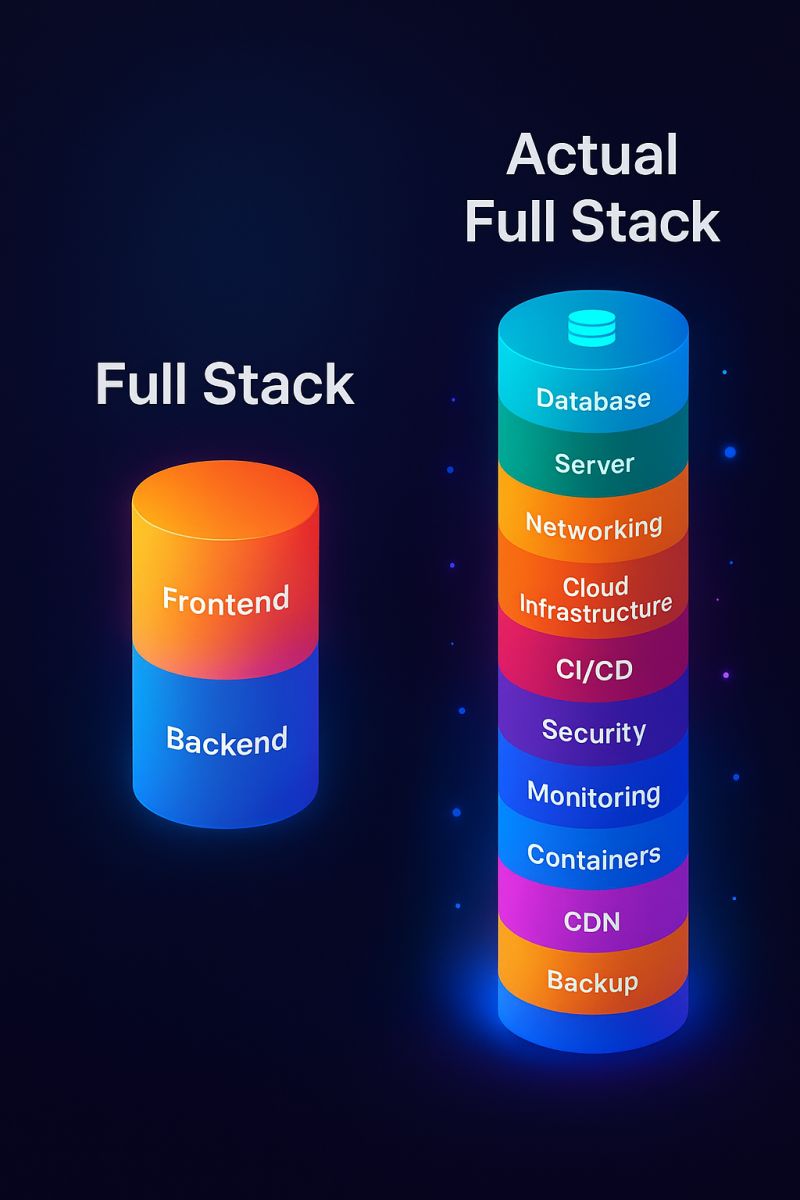 Full Stack
Frontend
Backend
Actual
Full Stack
Database
Server
Networking
Cloud
Infrastructure
CI/CD
Security
Monitoring
Containers
CDN
Backup